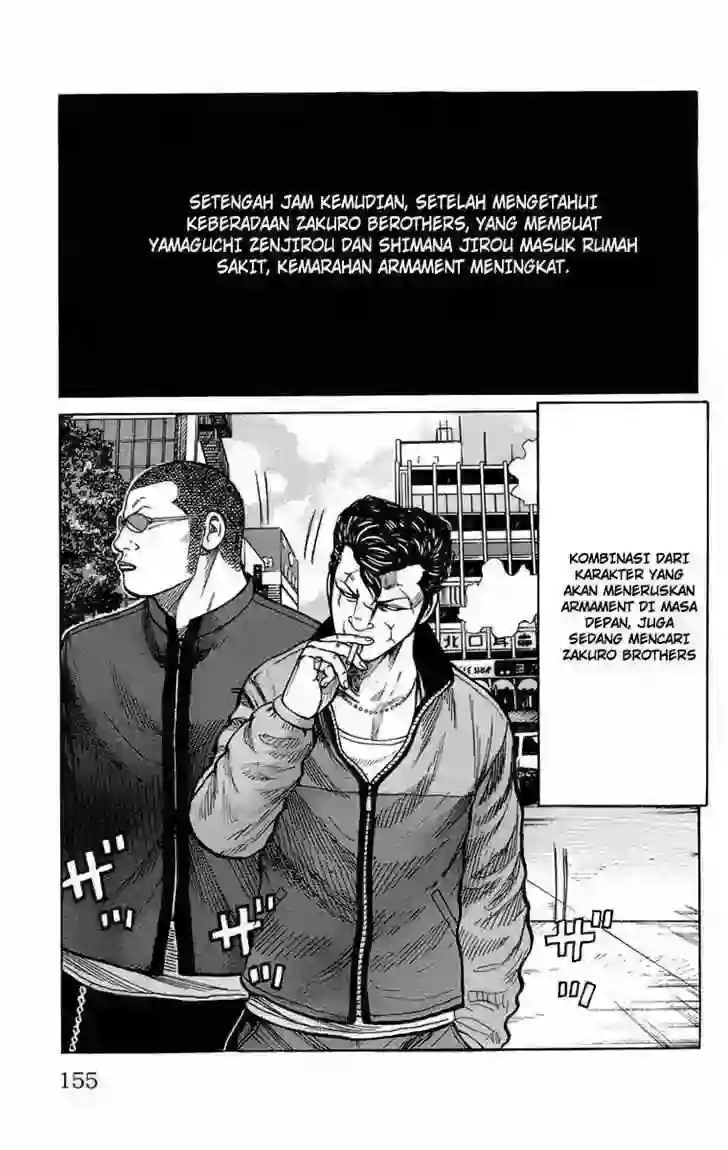 SETENGAH JAM KEMUDIAN, SETELAH MENGETAHUI
KEBERADAAN ZAKURO BEROTHERS, YANG MEMBUAT
YAMAGUCHI ZENJIROU DAN SHIMANA JIROU MASUK RUMAH
SAKIT, KEMARAHAN ARMAMENT MENINGKAT.
KOMBINASI DARI
KARAKTER YANG
AKAN MENERUSKAN
ARMAMENT DI MASA
DEPAN, JUGA
SEDANG MENCARI
ZAKURO BROTHERS
北口
ザッ
ザッ
ザッ
155